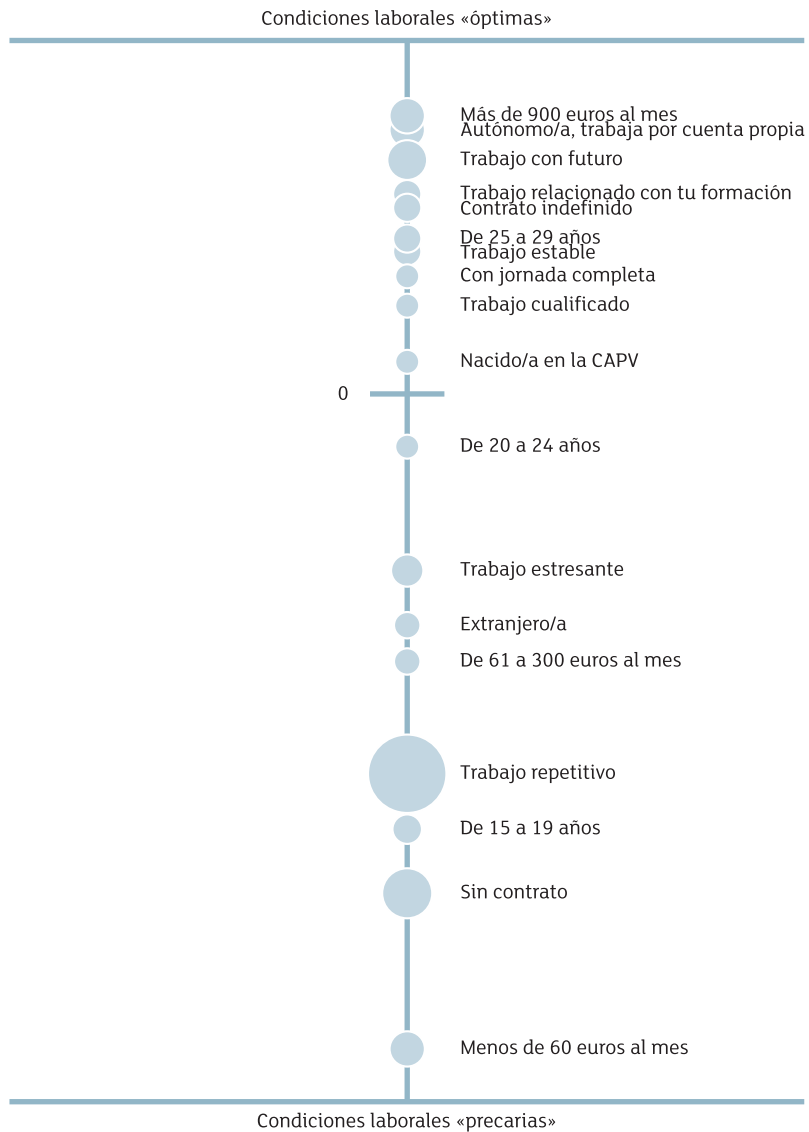 Condiciones laborales «óptimas»
Más de 900 euros al mes
Autónomo/a, trabaja por cuenta propia
Trabajo con futuro
Trabajo relacionado con tu formación
Contrato indefinido
De 25 a 29 años
Trabajo estable
Con jornada completa
Trabajo cualificado
Nacido/a en la CAPV
0
De 20 a 24 años
Trabajo estresante
Extranjero/a
De 61 a 300 euros al mes
Trabajo repetitivo
De 15 a 19 años
Sin contrato
Menos de 60 euros al mes
Condiciones laborales «precarias»